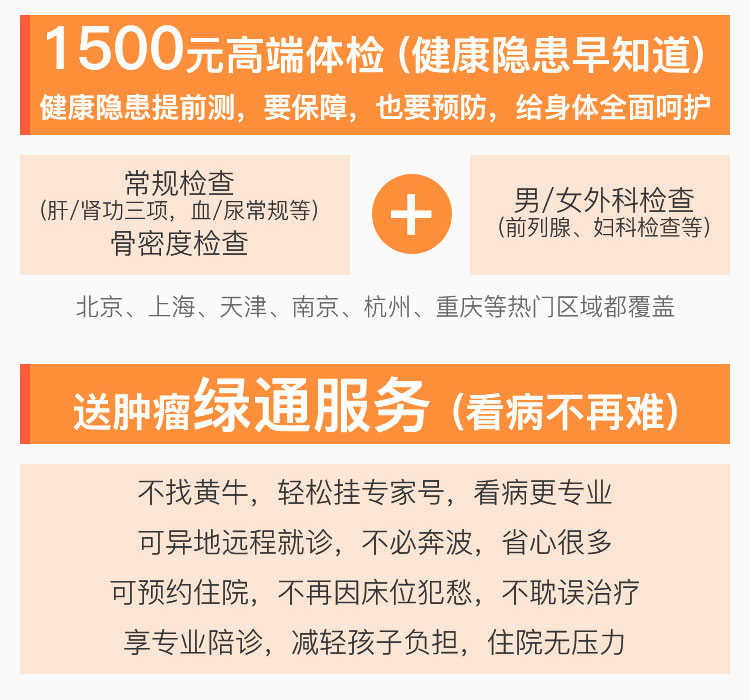 1500元高端体检(健康隐患早知道)
健康隐患提前测，要保障，也要预防，给身体全面呵护
常规检查
(肝/肾功三项，血/尿常规等)
骨密度检查
+
男/女外科检查
(前列腺、妇科检查等)
北京、上海、天津、南京、杭州、重庆等热门区域都覆盖
送肿瘤绿通服务(看病不再难)
不找黄牛，轻松挂专家号，看病更专业
可异地远程就诊，不必奔波，省心很多
可预约住院，不再因床位犯愁，不耽误治疗
享专业陪诊，减轻孩子负担，住院无压力